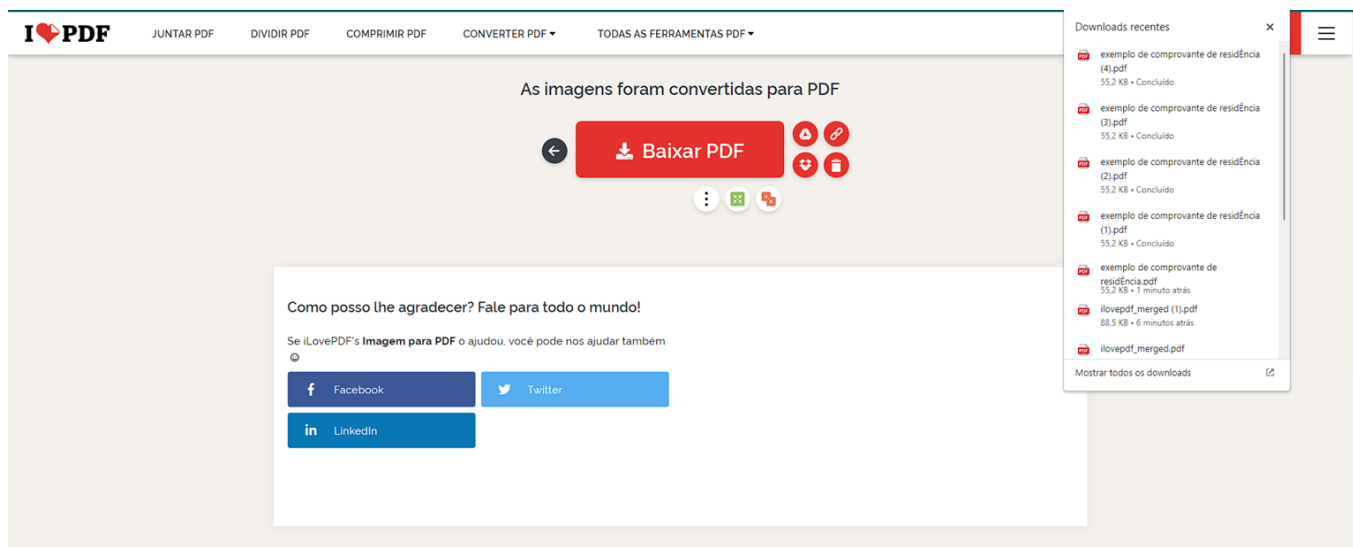 I PDF
JUNTAR PDF
DIVIDIR PDF
COMPRIMIR PDF
CONVERTER PDF
TODAS AS FERRAMENTAS PDF
As imagens foram convertidas para PDF
Baixar PDF
Como posso lhe agradecer? Fale para todo o mundo!
Se iLovePDF's Imagem para PDF o ajudou, você pode nos ajudar também
Facebook
Twitter
LinkedIn
Downloads recentes
exemplo de comprovante de residÊncia
(4).pdf
55,2 KB • Concluído
exemplo de comprovante de residÊncia
(3).pdf
55,2 KB • Concluído
exemplo de comprovante de residÊncia
(2).pdf
55,2 KB • Concluído
exemplo de comprovante de residÊncia
(1).pdf
55,2 KB • Concluído
exemplo de comprovante de
residÊncia.pdf
55,2 KB • 1 minuto atrás
ilovepdf_merged (1).pdf
88,5 KB • 6 minutos atrás
ilovepdf_merged.pdf
Mostrar todos os downloads